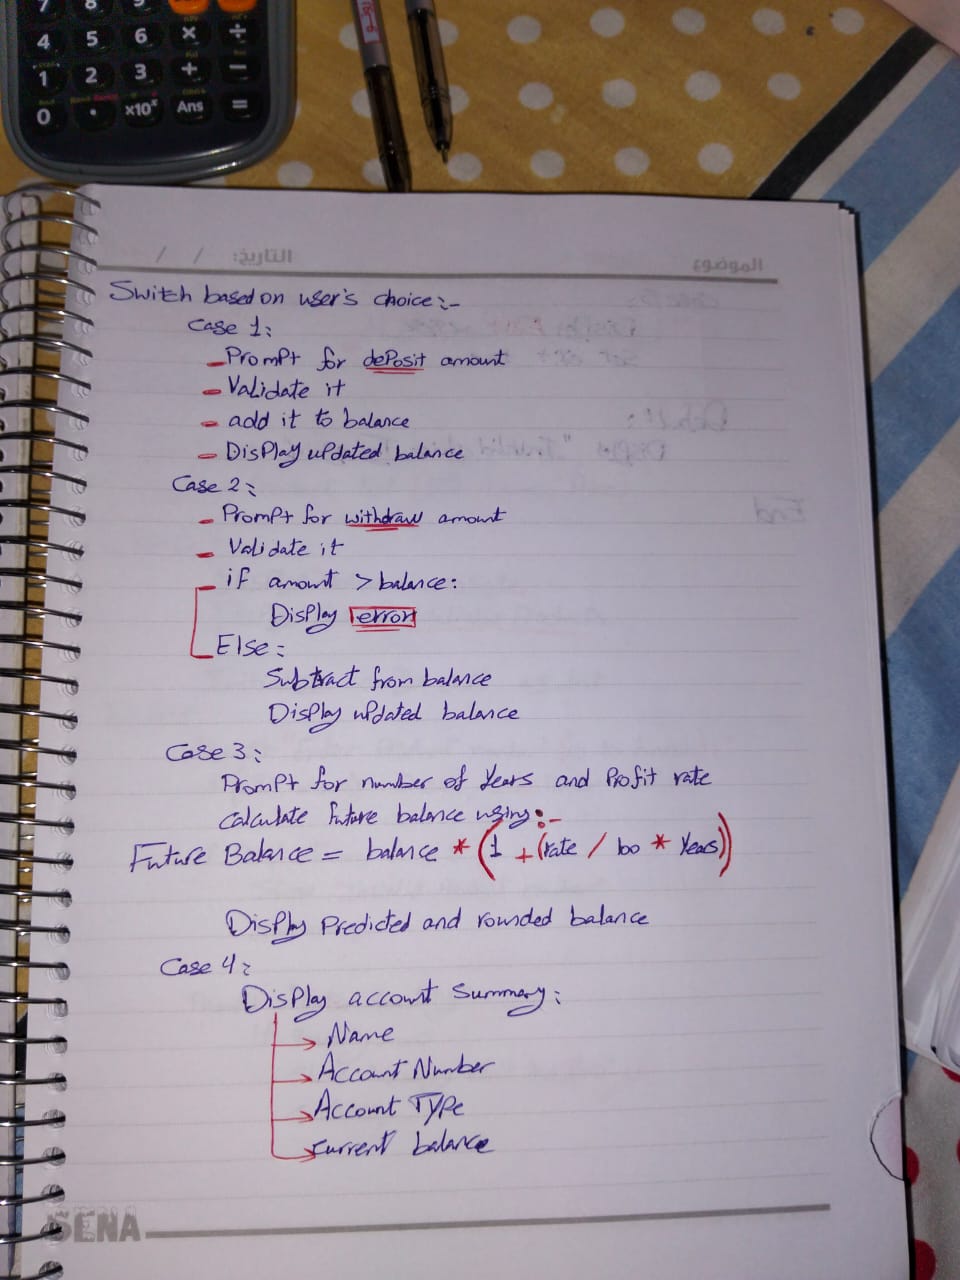 7 8 9
4 5 6 × ÷
1 2 3 + −
0 • ×10ˣ Ans =
التاريخ: / /
الموضوع
Switch based on user's choice:-
Case 1:
- Prompt for deposit amount
- Validate it
- add it to balance
- Display updated balance
Case 2:
- Prompt for withdraw amount
- Validate it
- if amount > balance:
Display error
Else:
Subtract from balance
Display updated balance
Case 3:
Prompt for number of years and Profit rate
calculate future balance using:-
Future Balance = balance * (1 + (rate / 100 * Years))
Display Predicted and rounded balance
Case 4:
Display account Summary:
→ Name
→ Account Number
→ Account Type
→ current balance
SENA